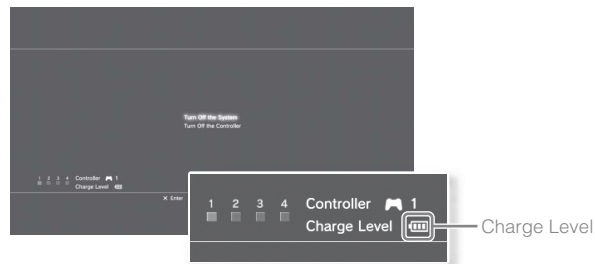 Turn Off the System
Turn Off the Controller
1 2 3 4 Controller 1
Charge Level
X Enter
1 2 3 4 Controller 1
Charge Level
Charge Level